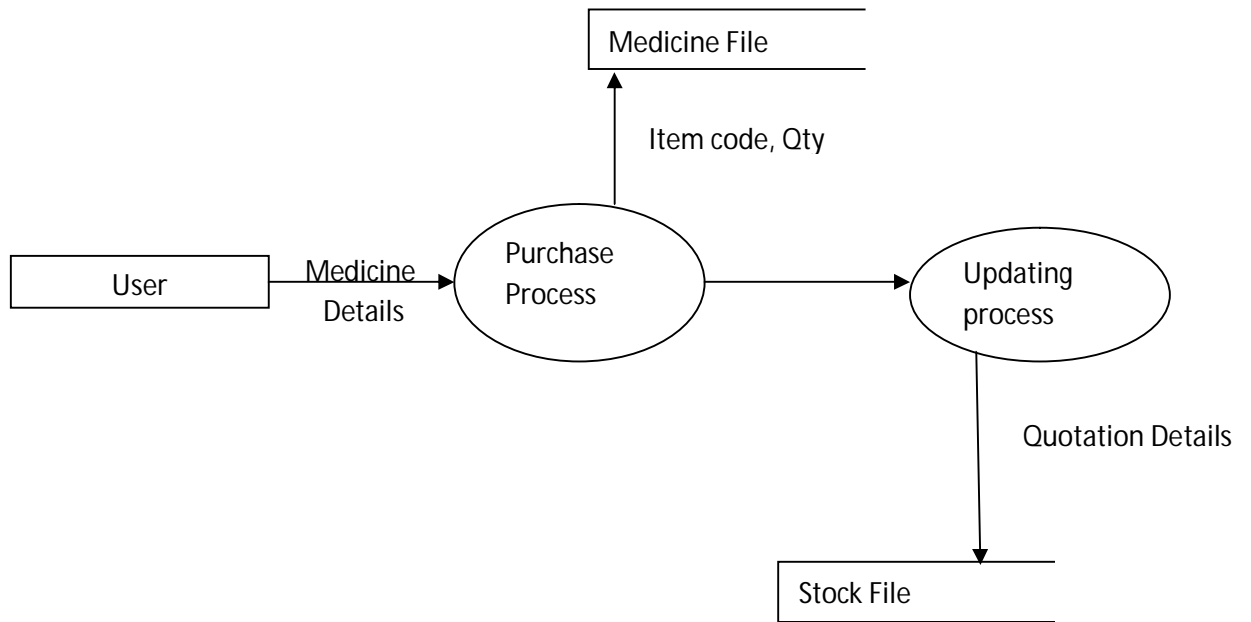 Medicine File
Item code, Qty
User
Medicine
Details
Purchase
Process
Updating
process
Quotation Details
Stock File